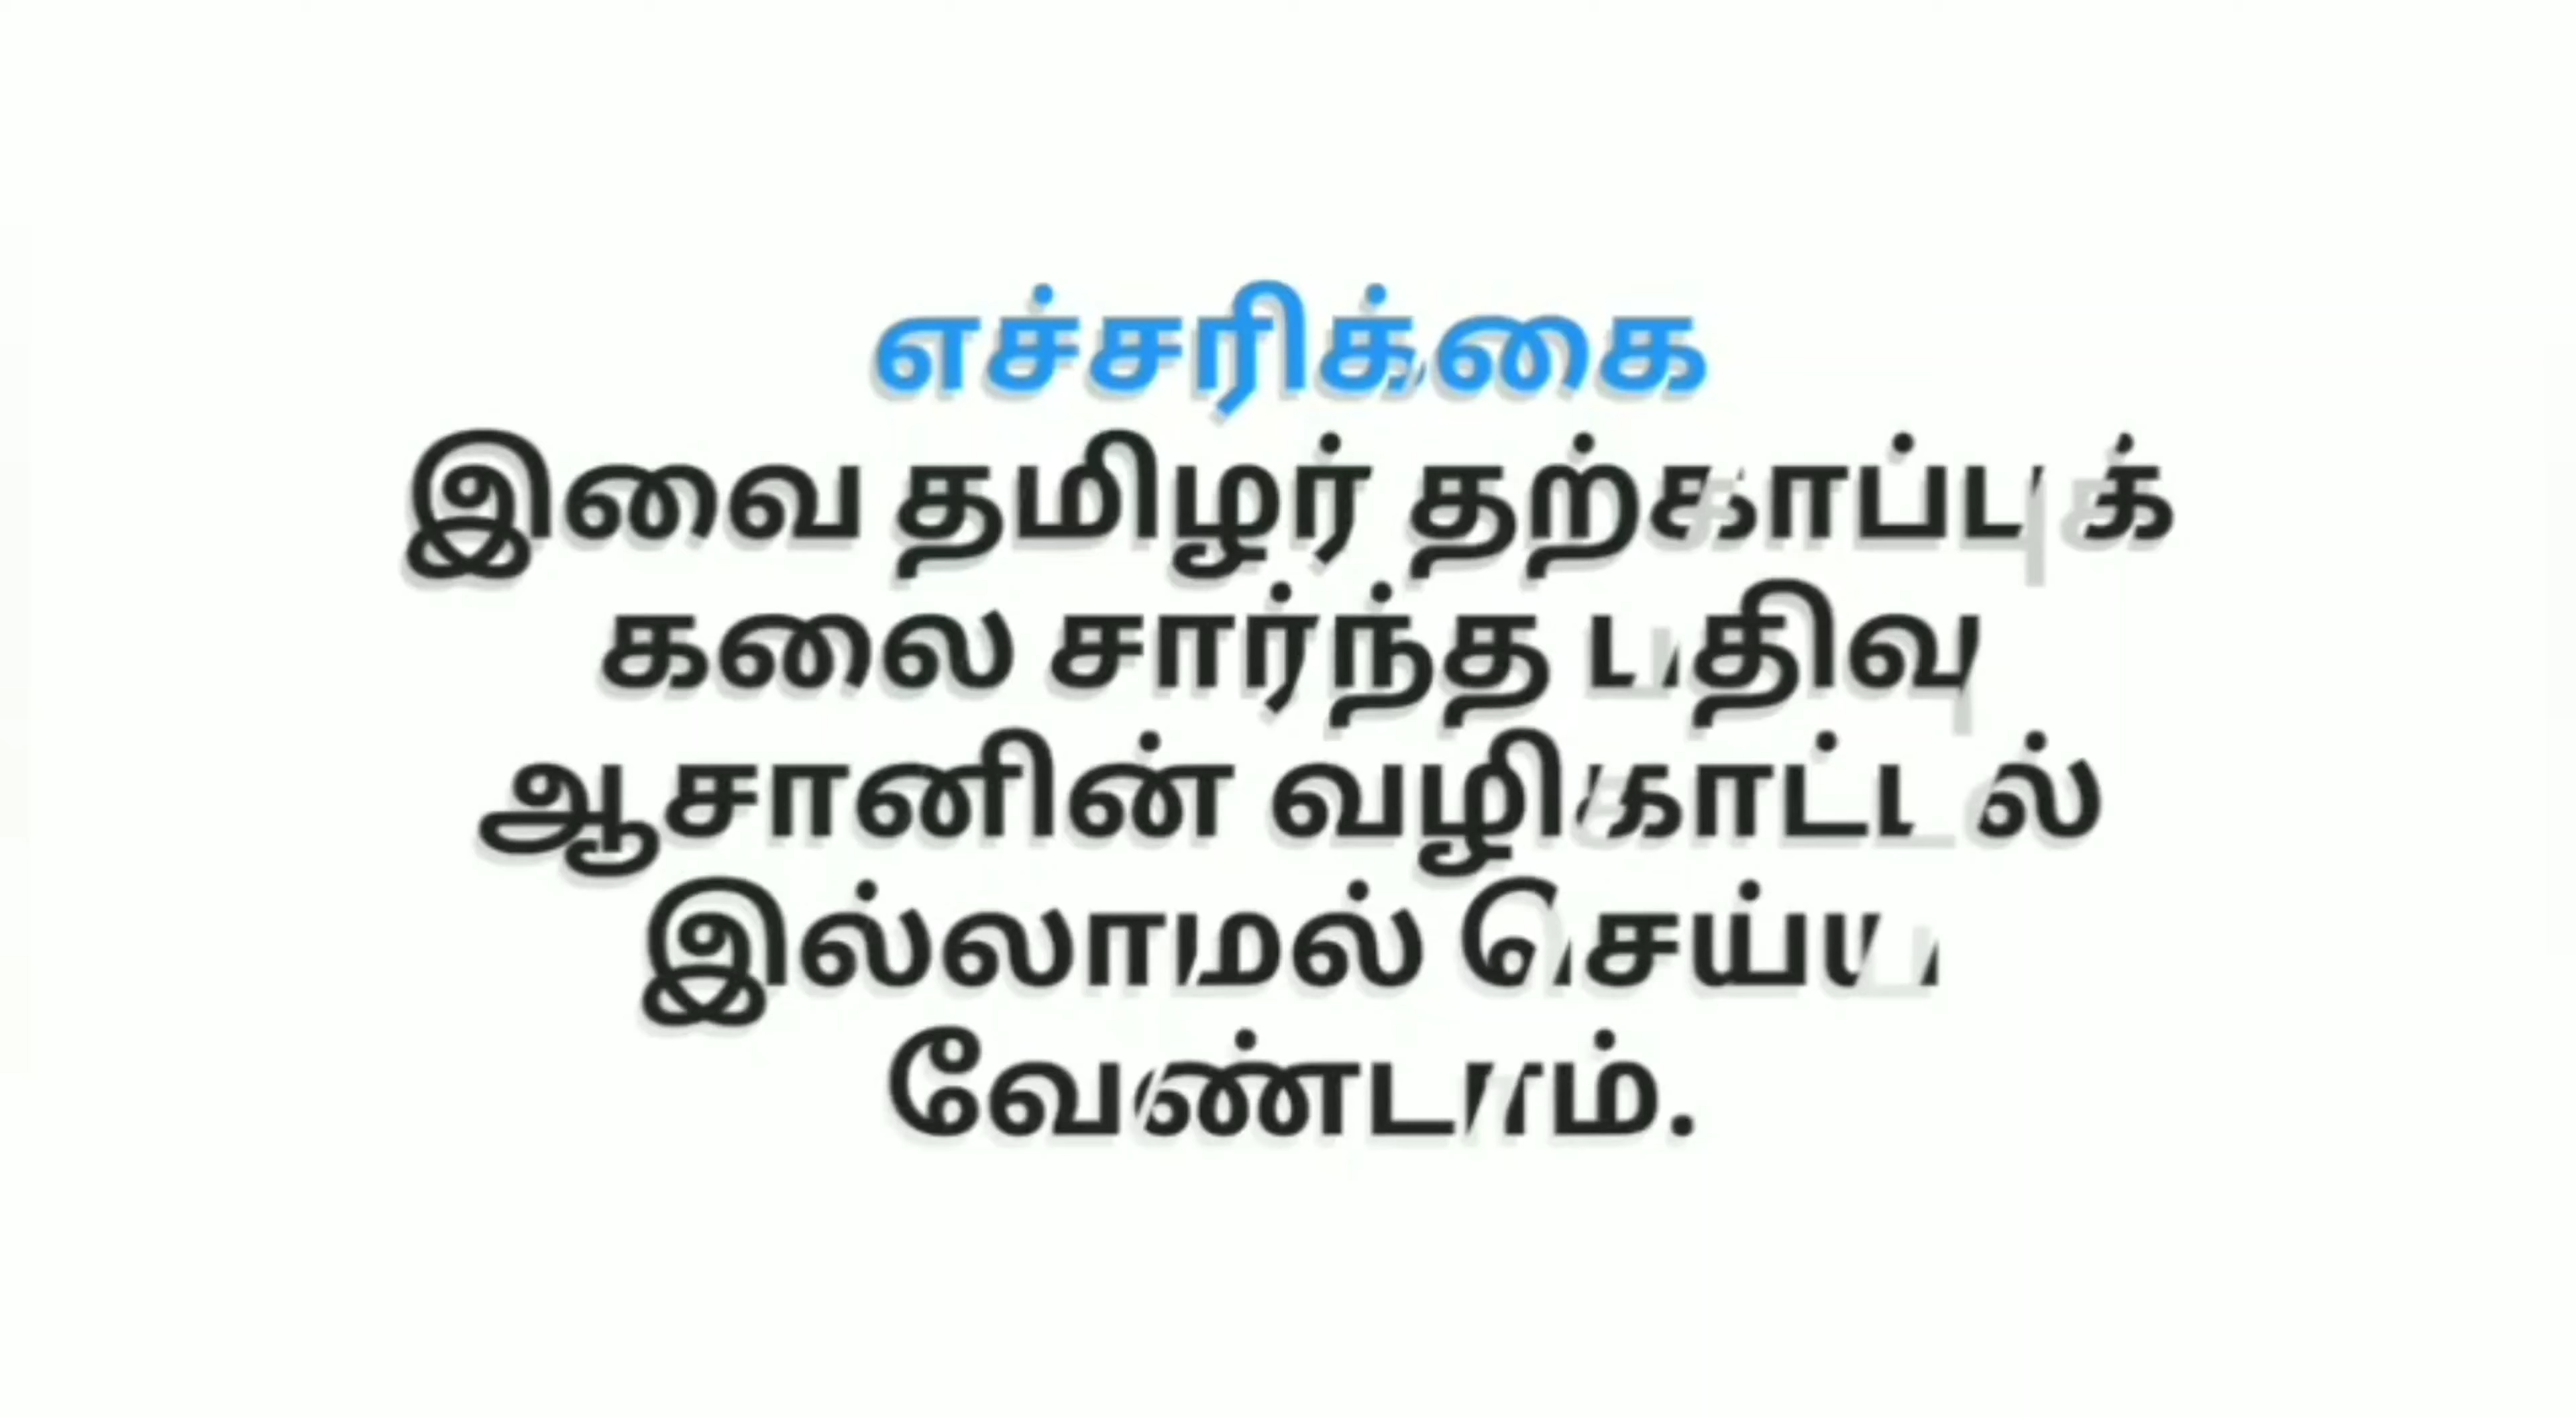 எச்சரிக்கை
இவை தமிழர் தற்காப்புக்
கலை சார்ந்த பதிவு
ஆசானின் வழிகாட்டல்
இல்லாமல் செய்ய
வேண்டாம்.